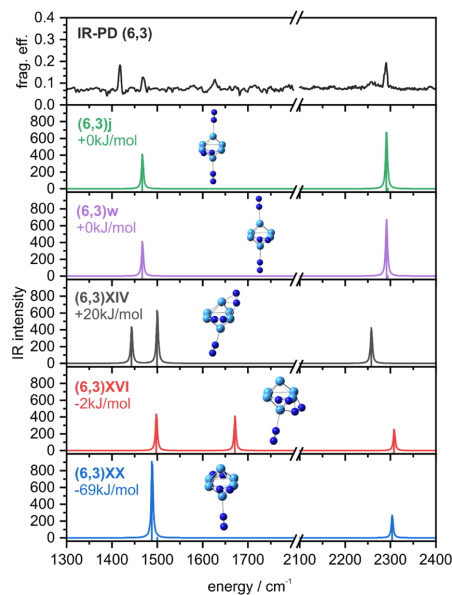 IR-PD (6,3)
frag. eff.
0.4
0.3
0.2
0.1
0.0
(6,3)j
+0kJ/mol
800
600
400
200
0
(6,3)w
+0kJ/mol
800
600
400
200
0
(6,3)XIV
+20kJ/mol
800
600
400
200
0
IR intensity
(6,3)XVI
-2kJ/mol
800
600
400
200
0
(6,3)XX
-69kJ/mol
800
600
400
200
0
1300 1400 1500 1600 1700 2100 2200 2300 2400
energy / cm⁻¹